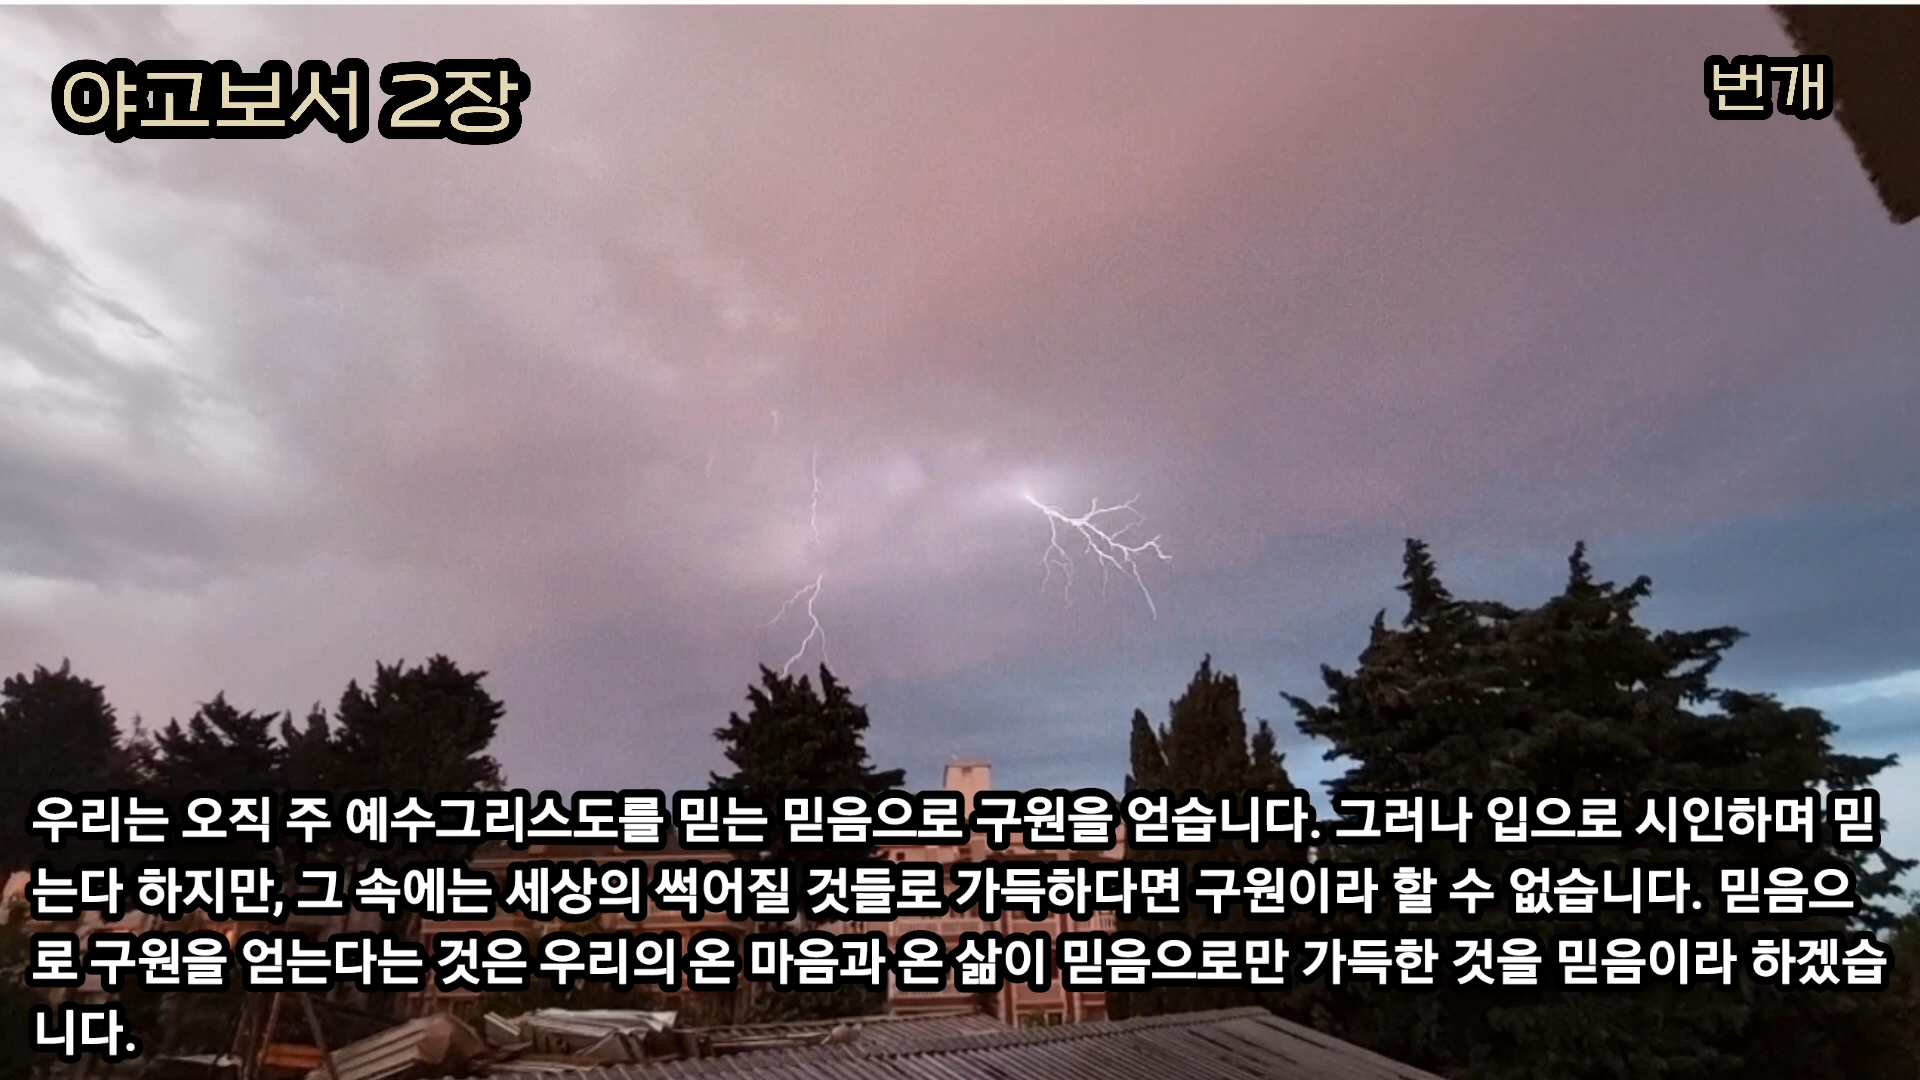 야고보서 2장
번개
우리는 오직 주 예수그리스도를 믿는 믿음으로 구원을 얻습니다. 그러나 입으로 시인하며 믿
는다 하지만, 그 속에는 세상의 썩어질 것들로 가득하다면 구원이라 할 수 없습니다. 믿음으
로 구원을 얻는다는 것은 우리의 온 마음과 온 삶이 믿음으로만 가득한 것을 믿음이라 하겠습
니다.